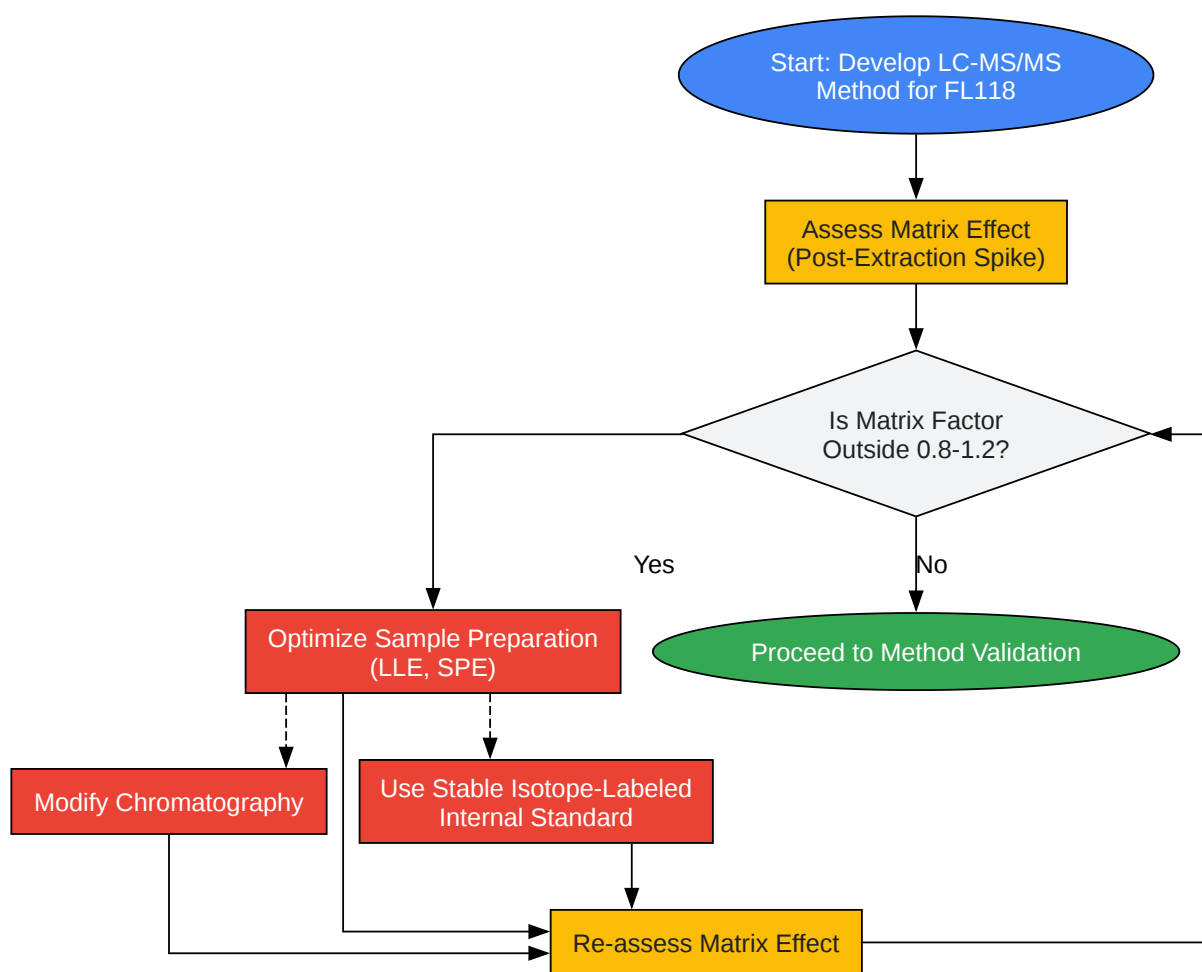 Start: Develop LC-MS/MS
Method for FL118
Assess Matrix Effect
(Post-Extraction Spike)
Is Matrix Factor
Outside 0.8-1.2?
Yes
No
Optimize Sample Preparation
(LLE, SPE)
Proceed to Method Validation
Modify Chromatography
Use Stable Isotope-Labeled
Internal Standard
Re-assess Matrix Effect